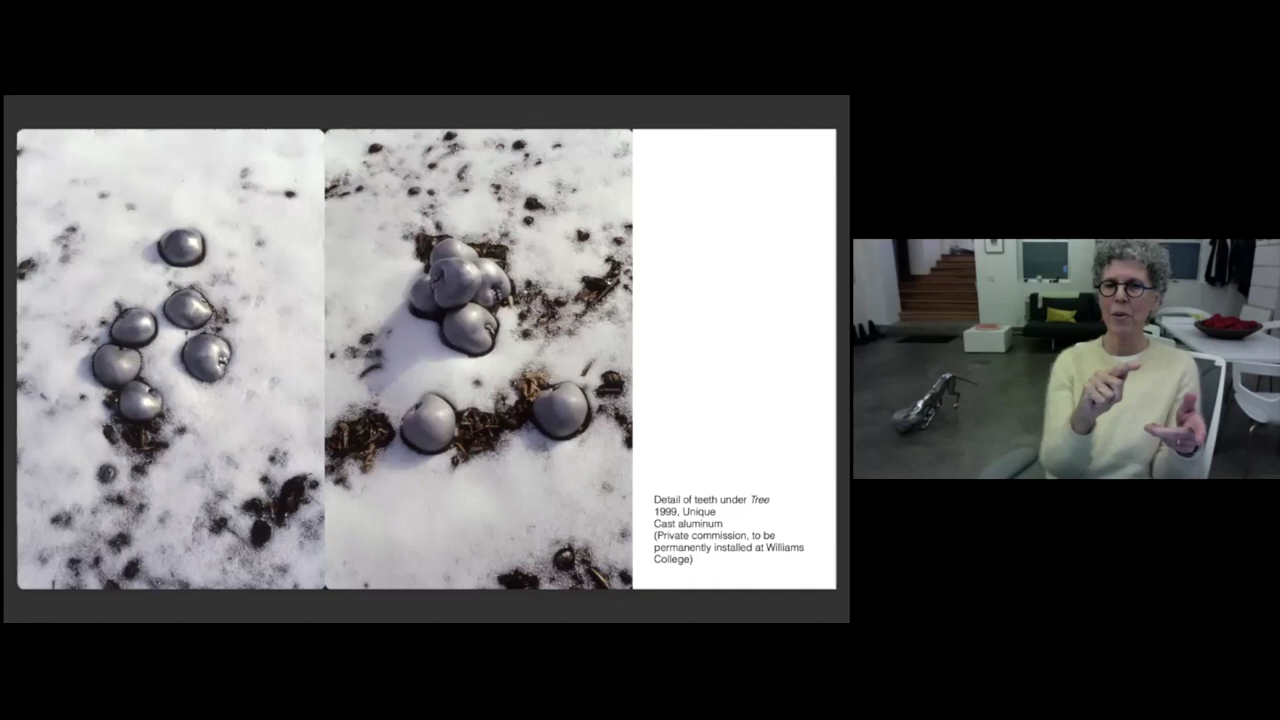 Detail of teeth under Tree
1999, Unique
Cast aluminum
(Private commission, to be
permanently installed at Williams
College)